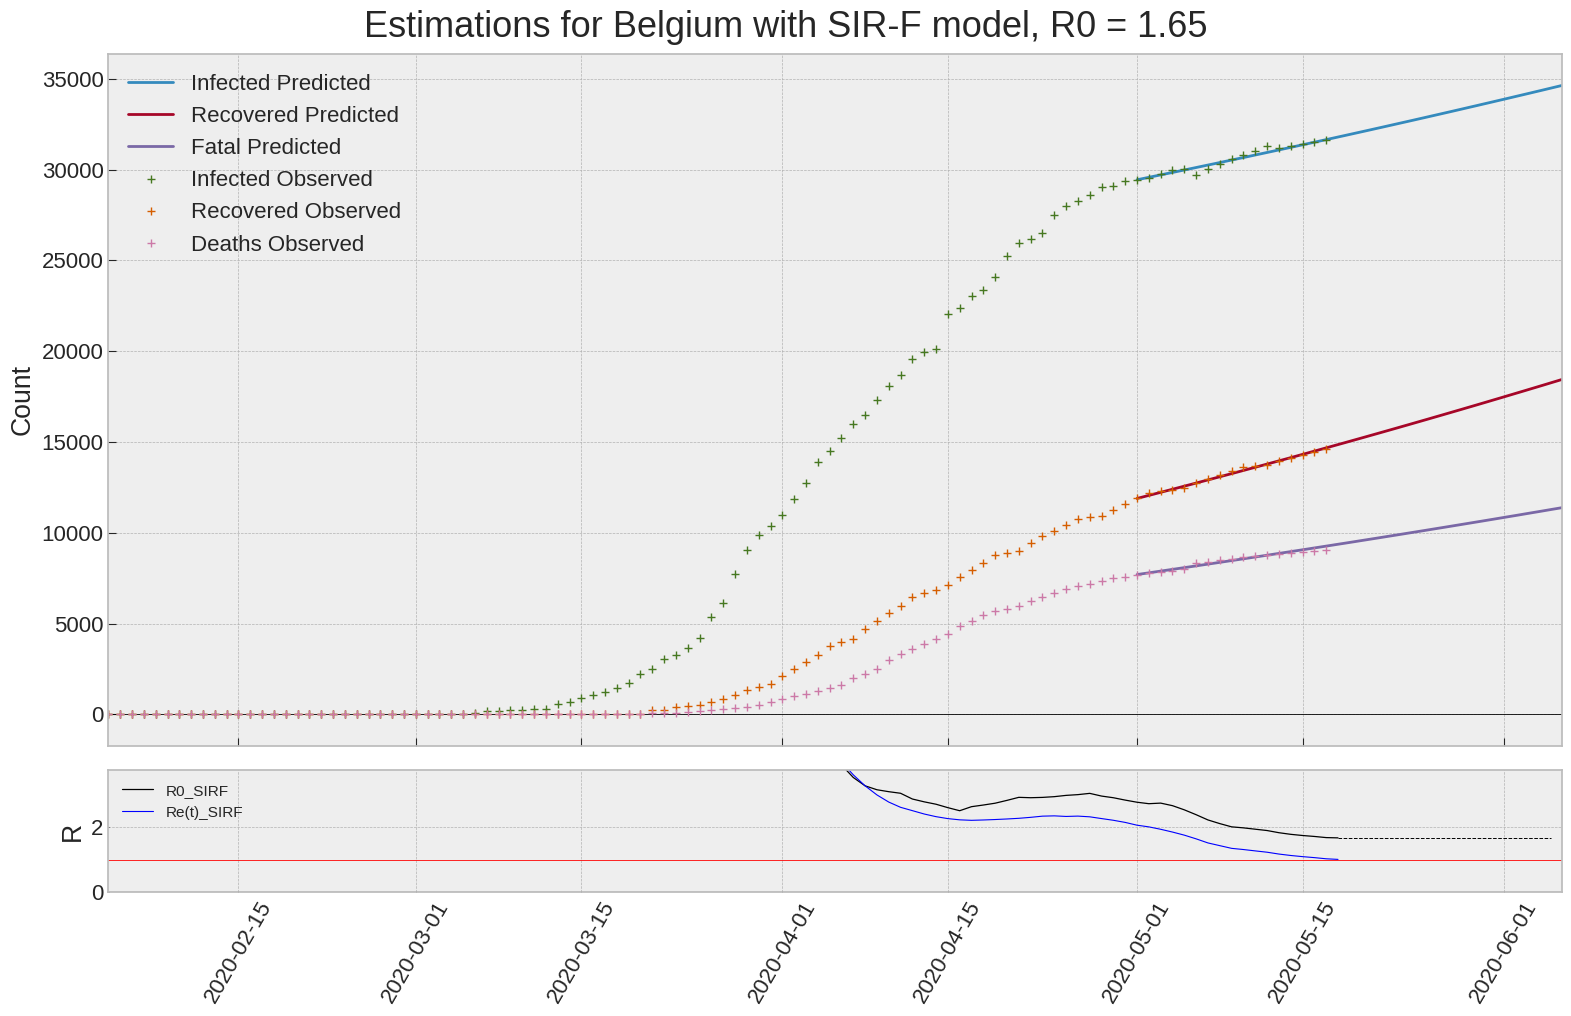 Estimations for Belgium with SIR-F model, R0 = 1.65
35000
30000
25000
20000
15000
10000
5000
0
Count
Infected Predicted
Recovered Predicted
Fatal Predicted
Infected Observed
Recovered Observed
Deaths Observed
R0_SIRF
Re(t)_SIRF
R
2
0
2020-02-15
2020-03-01
2020-03-15
2020-04-01
2020-04-15
2020-05-01
2020-05-15
2020-06-01